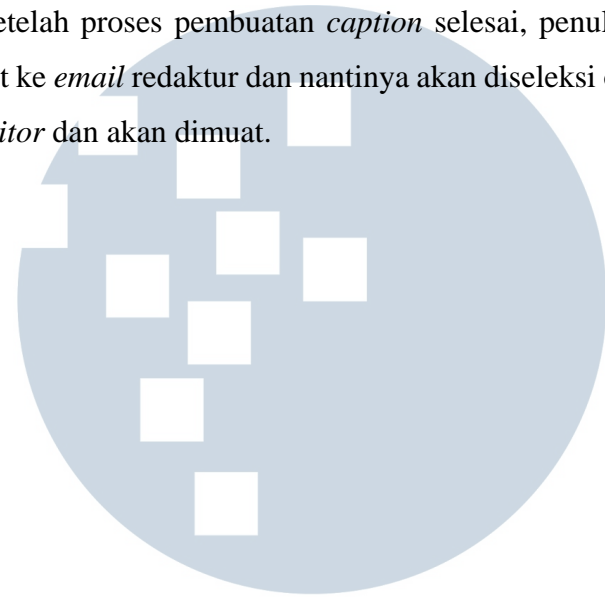 etelah proses pembuatan caption selesai, penul
t ke email redaktur dan nantinya akan diseleksi
itor dan akan dimuat.